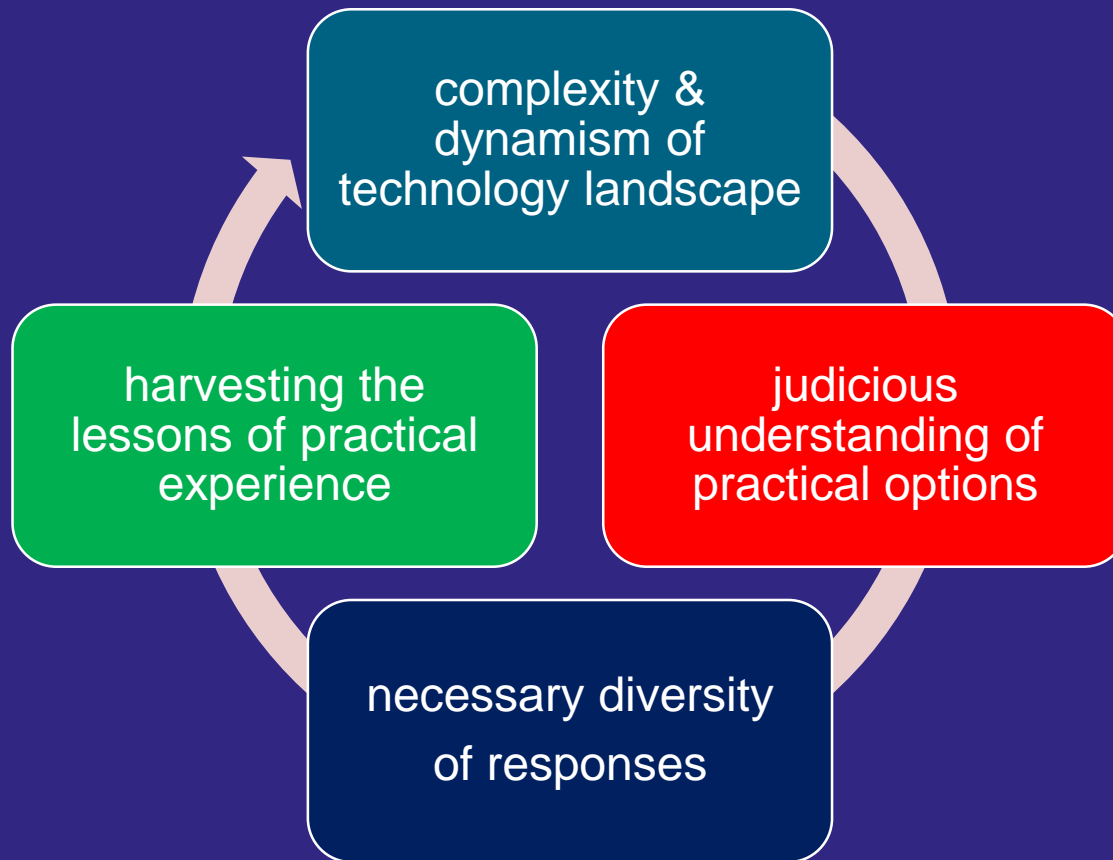 complexity &
dynamism of
technology landscape
judicious
understanding of
practical options
necessary diversity
of responses
harvesting the
lessons of practical
experience